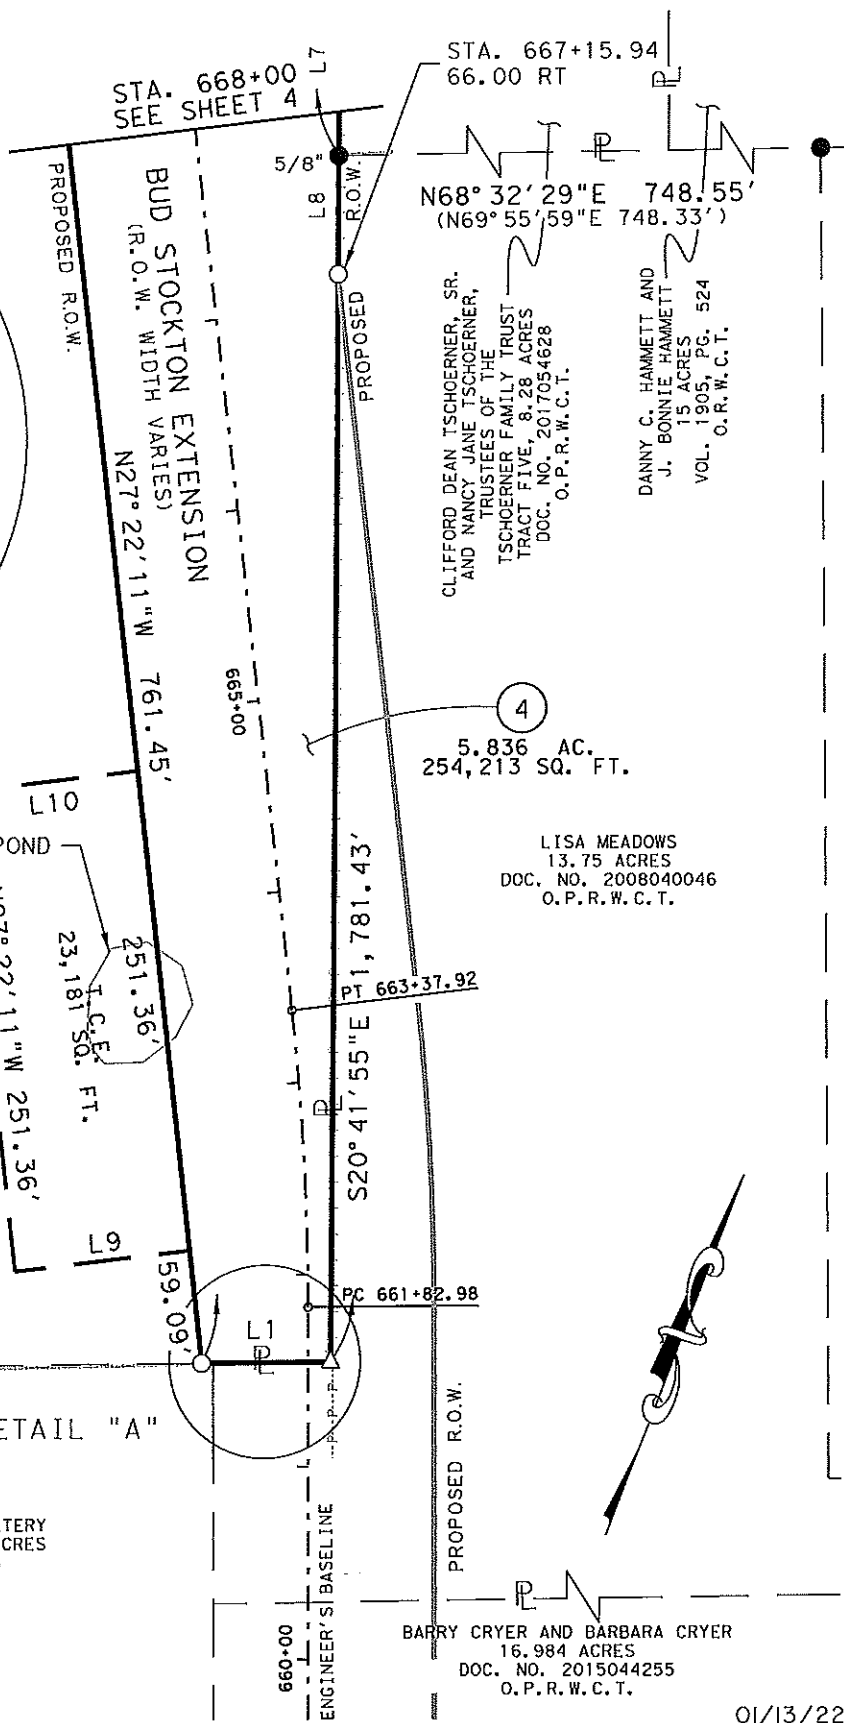 STA. 668+00
SEE SHEET 4
L7
STA. 667+15.94
66.00 RT
PL
PL
5/8"
L8
R.O.W.
PROPOSED
N68°32'29"E 748.55'
(N69°55'59"E 748.33')
PROPOSED R.O.W.
BUD STOCKTON EXTENSION
(R.O.W. WIDTH VARIES)
N27°22'11"W 761.45'
CLIFFORD DEAN TSCHOERNER, SR.
AND NANCY JANE TSCHOERNER,
TRUSTEES OF THE
TSCHOERNER FAMILY TRUST
TRACT FIVE, 8.28 ACRES
DOC. NO. 2017054628
O.P.R.W.C.T.
DANNY C. HAMMETT AND
J. BONNIE HAMMETT
15 ACRES
VOL. 1905, PG. 524
O.R.W.C.T.
665+00
4
5.836 AC.
254,213 SQ. FT.
L10
POND
LISA MEADOWS
13.75 ACRES
DOC. NO. 2008040046
O.P.R.W.C.T.
251.36'
T.C.E.
23,181 SQ. FT.
N27°22'11"W 251.36'
PT 663+37.92
S20°41'55"E 1,781.43'
PL
L9
59.09'
PC 661+82.98
L1
PL
P
P
P
ETAIL "A"
TERY
CRES
PROPOSED R.O.W.
ENGINEER'S BASELINE
660+00
PL
BARRY CRYER AND BARBARA CRYER
16.984 ACRES
DOC. NO. 2015044255
O.P.R.W.C.T.
01/13/22